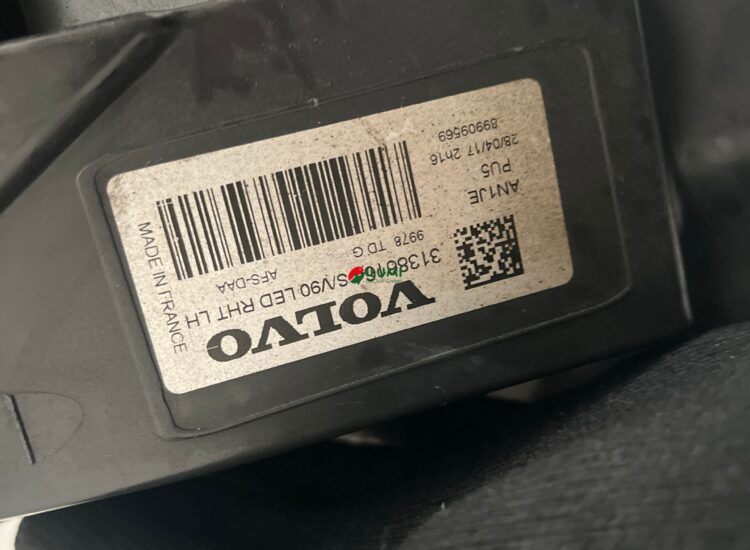 VOLVO
S/V90 LED RHT LH
AFS-DAA
9978 TD G
MADE IN FRANCE
AN1JE
PU5
28/04/17 2h16
89909569